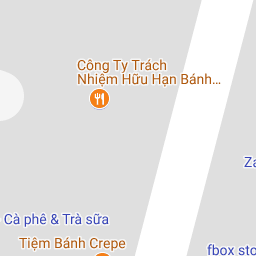 Công Ty Trách
Nhiệm Hữu Hạn Bánh...
Za
Cà phê & Trà sữa
Tiệm Bánh Crepe
fbox sto